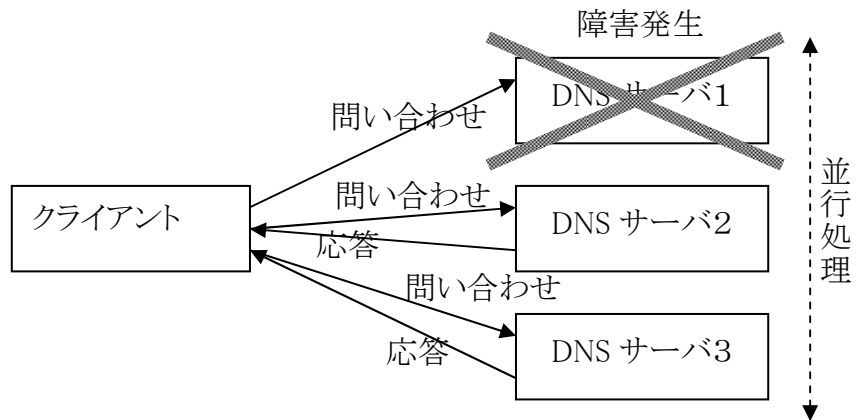 障害発生
DNS サーバ1
問い合わせ
クライアント
問い合わせ
DNS サーバ2
応答
問い合わせ
応答
DNS サーバ3
並行処理